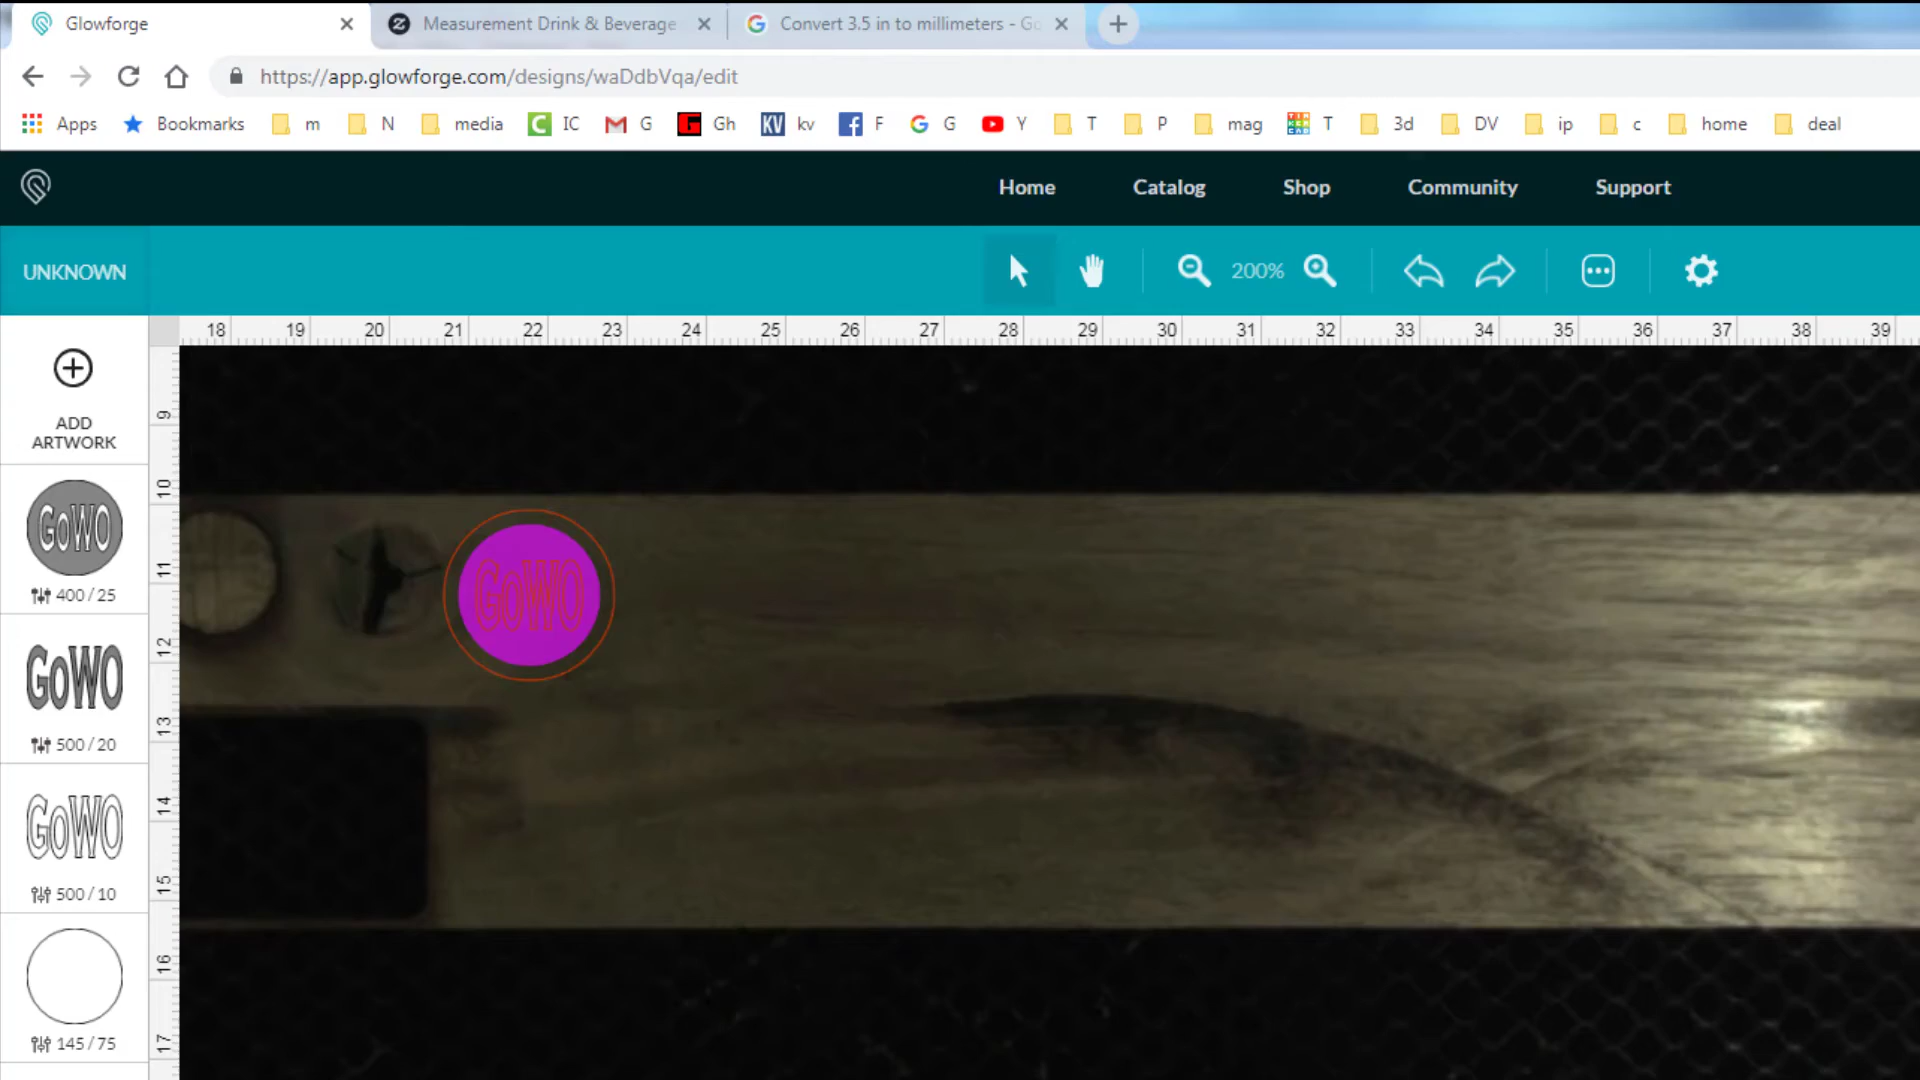 Glowforge
Measurement Drink & Beverage
Convert 3.5 in to millimeters - Go
https://app.glowforge.com/designs/waDdbVqa/edit
Apps Bookmarks m N media IC G Gh KV kv F G Y T P mag T 3d DV ip c home deal
Home Catalog Shop Community Support
UNKNOWN
200%
18 19 20 21 22 23 24 25 26 27 28 29 30 31 32 33 34 35 36 37 38 39
ADD
ARTWORK
9
10
11
12
13
14
15
16
17
GoWO
400 / 25
GoWO
500 / 20
GoWO
500 / 10
145 / 75
GoWO